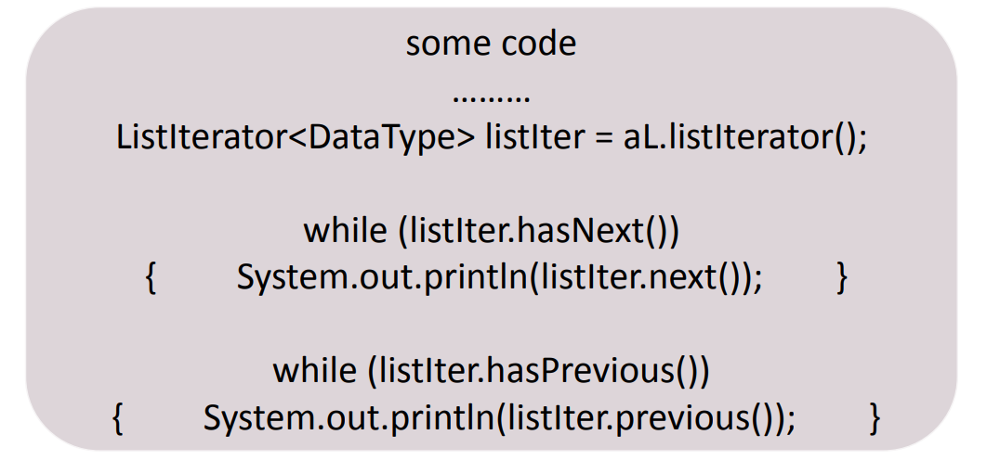 some code
.........
ListIterator<DataType> listIter = aL.listIterator();
while (listIter.hasNext())
{ System.out.println(listIter.next()); }
while (listIter.hasPrevious())
{ System.out.println(listIter.previous()); }